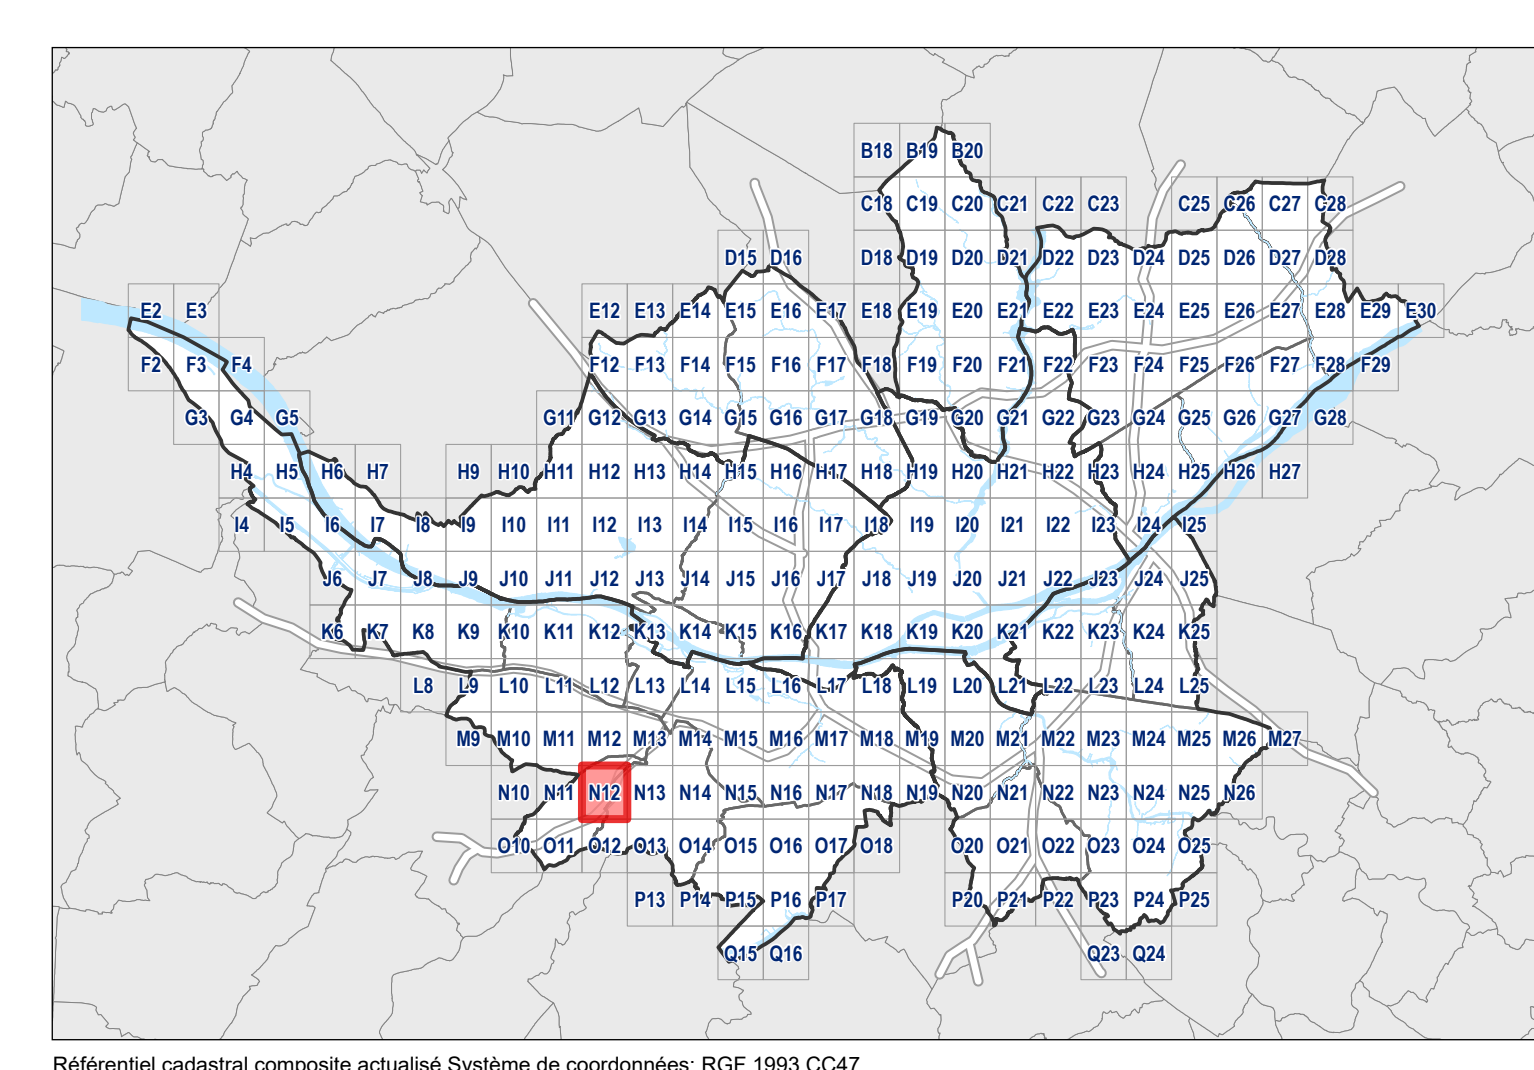 B18 B19 B20
C18 C19 C20 C21 C22 C23 C25 C26 C27 C28
D15 D16 D18 D19 D20 D21 D22 D23 D24 D25 D26 D27 D28
E2 E3 E12 E13 E14 E15 E16 E17 E18 E19 E20 E21 E22 E23 E24 E25 E26 E27 E28 E29 E30
F2 F3 F4 F12 F13 F14 F15 F16 F17 F18 F19 F20 F21 F22 F23 F24 F25 F26 F27 F28 F29
G3 G4 G5 G11 G12 G13 G14 G15 G16 G17 G18 G19 G20 G21 G22 G23 G24 G25 G26 G27 G28
H4 H5 H6 H7 H9 H10 H11 H12 H13 H14 H15 H16 H17 H18 H19 H20 H21 H22 H23 H24 H25 H26 H27
I4 I5 I6 I7 I8 I9 I10 I11 I12 I13 I14 I15 I16 I17 I18 I19 I20 I21 I22 I23 I24 I25
J6 J7 J8 J9 J10 J11 J12 J13 J14 J15 J16 J17 J18 J19 J20 J21 J22 J23 J24 J25
K6 K7 K8 K9 K10 K11 K12 K13 K14 K15 K16 K17 K18 K19 K20 K21 K22 K23 K24 K25
L8 L9 L10 L11 L12 L13 L14 L15 L16 L17 L18 L19 L20 L21 L22 L23 L24 L25
M9 M10 M11 M12 M13 M14 M15 M16 M17 M18 M19 M20 M21 M22 M23 M24 M25 M26 M27
N10 N11 N12 N13 N14 N15 N16 N17 N18 N19 N20 N21 N22 N23 N24 N25 N26
O10 O11 O12 O13 O14 O15 O16 O17 O18 O20 O21 O22 O23 O24 O25
P13 P14 P15 P16 P17 P20 P21 P22 P23 P24 P25
Q15 Q16 Q23 Q24
Référentiel cadastral composite actualisé Système de coordonnées: RGF 1993 CC47